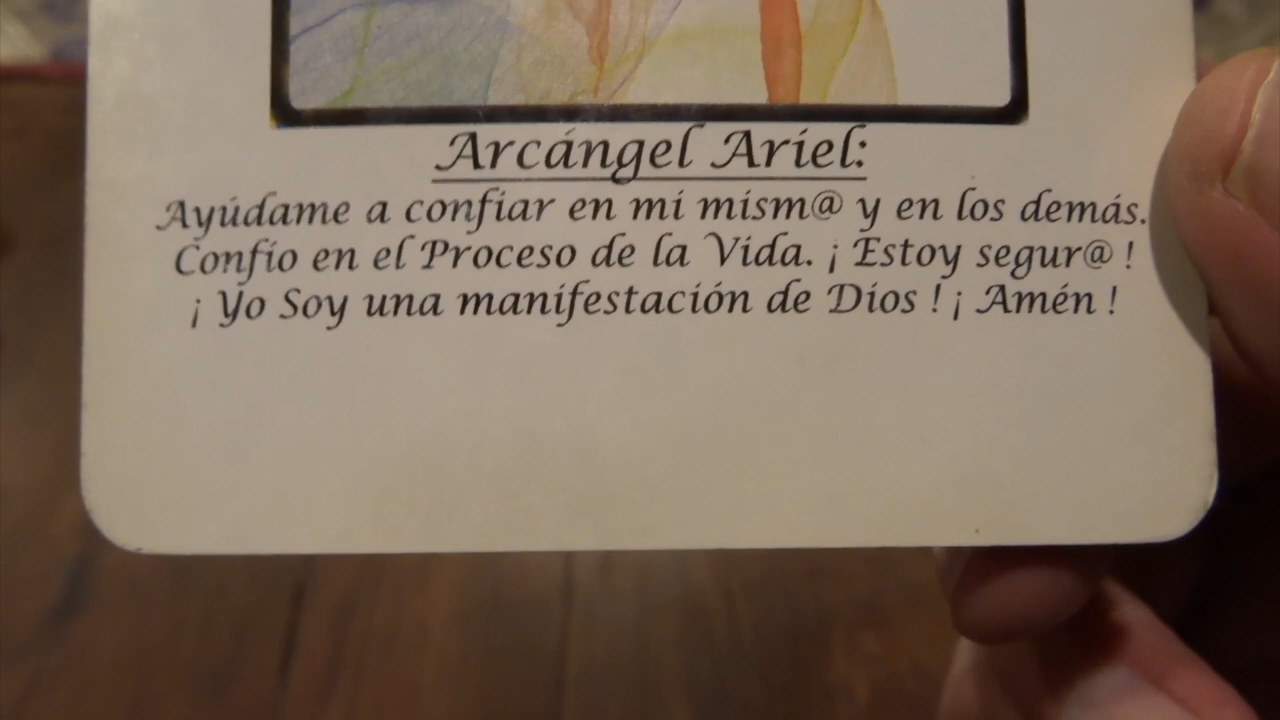 Arcángel Ariel:
Ayúdame a confiar en mí mism@ y en los demás.
Confío en el Proceso de la Vida. ¡ Estoy segur@ !
¡ Yo Soy una manifestación de Dios ! ¡ Amén !